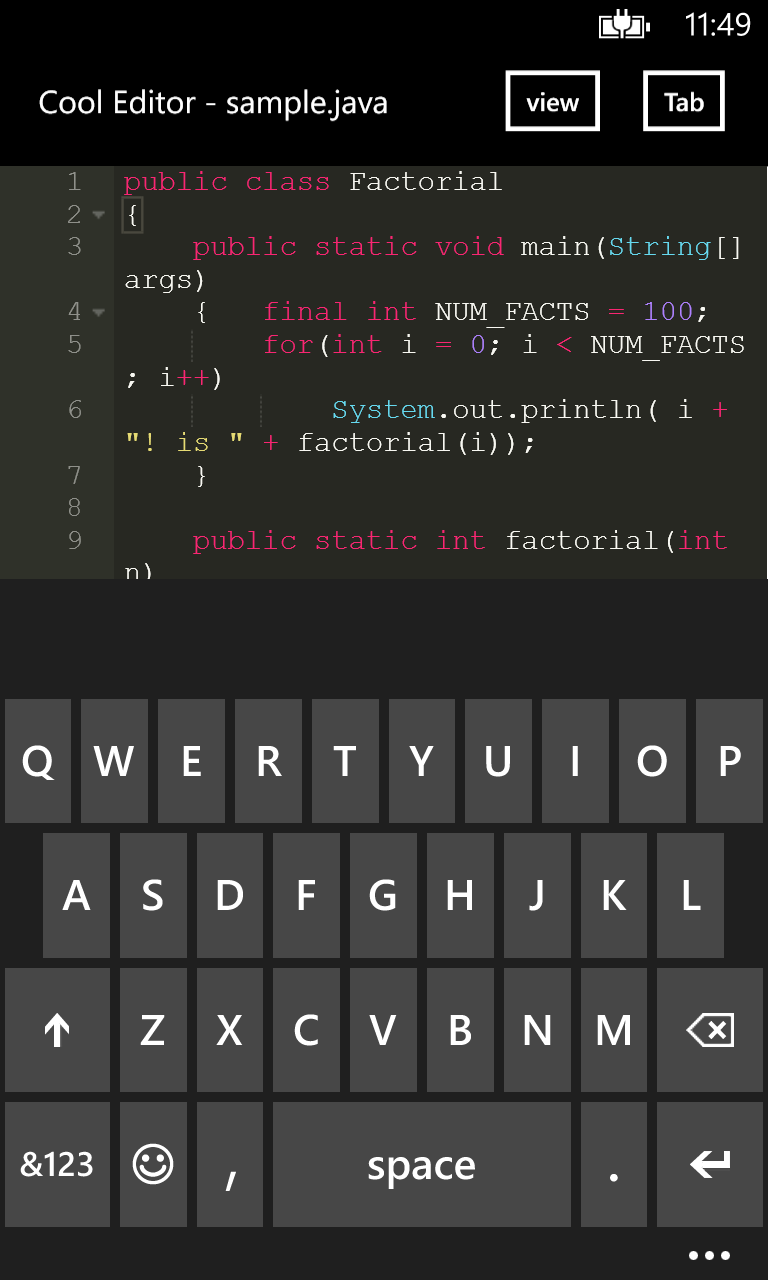 11:49
Cool Editor - sample.java view Tab
1 public class Factorial
2 {
3 public static void main(String[]
args)
4 { final int NUM_FACTS = 100;
5 for(int i = 0; i < NUM_FACTS
; i++)
6 System.out.println( i +
"! is " + factorial(i));
7 }
8
9 public static int factorial(int
n)
Q W E R T Y U I O P
A S D F G H J K L
Z X C V B N M
&123 , space .